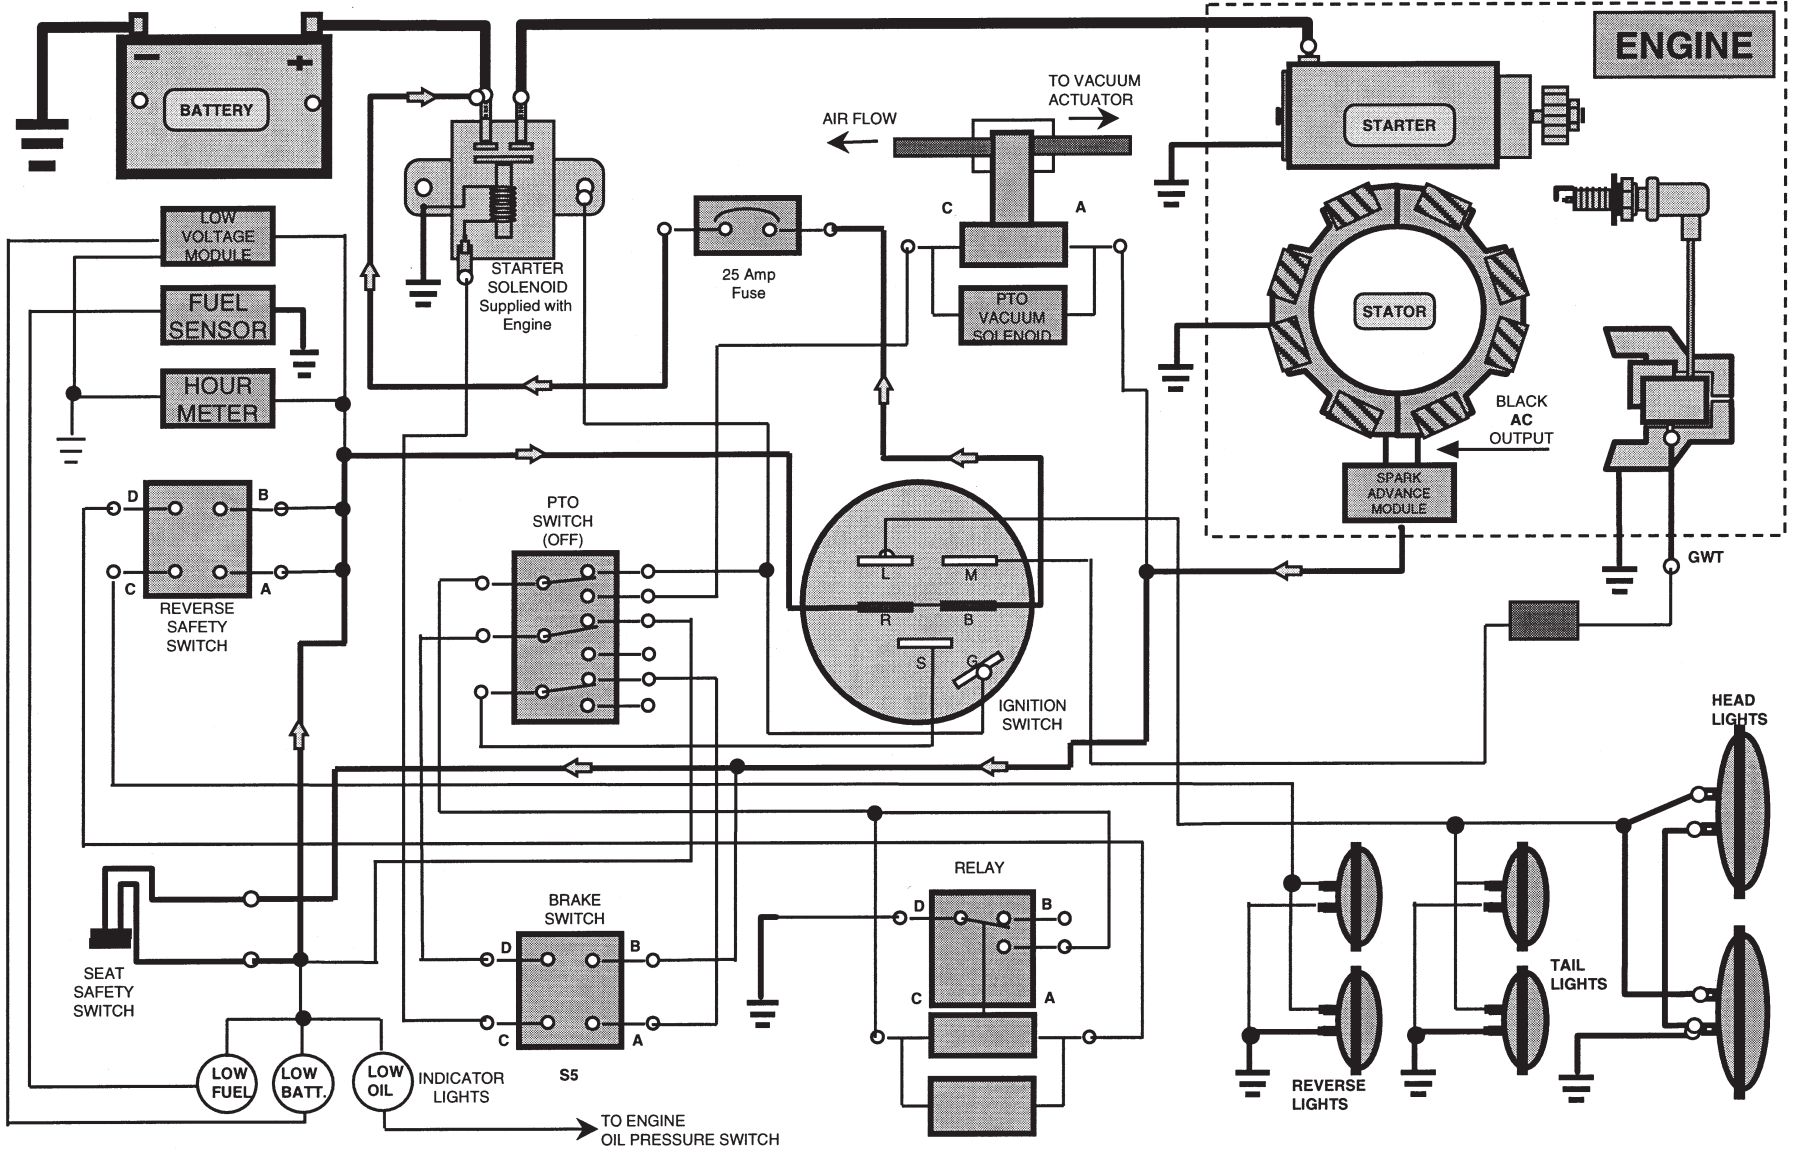 ENGINE
−
+
BATTERY
TO VACUUM
ACTUATOR
AIR FLOW
STARTER
LOW
VOLTAGE
MODULE
C
A
STARTER
SOLENOID
Supplied with
Engine
25 Amp
Fuse
PTO
VACUUM
SOLENOID
STATOR
FUEL
SENSOR
HOUR
METER
BLACK
AC
OUTPUT
SPARK
ADVANCE
MODULE
D
B
C
A
REVERSE
SAFETY
SWITCH
PTO
SWITCH
(OFF)
L
M
R
B
S
G
IGNITION
SWITCH
GWT
HEAD
LIGHTS
RELAY
D
B
C
A
BRAKE
SWITCH
D
B
C
A
S5
SEAT
SAFETY
SWITCH
TAIL
LIGHTS
LOW
FUEL
LOW
BATT.
LOW
OIL
INDICATOR
LIGHTS
REVERSE
LIGHTS
TO ENGINE
OIL PRESSURE SWITCH